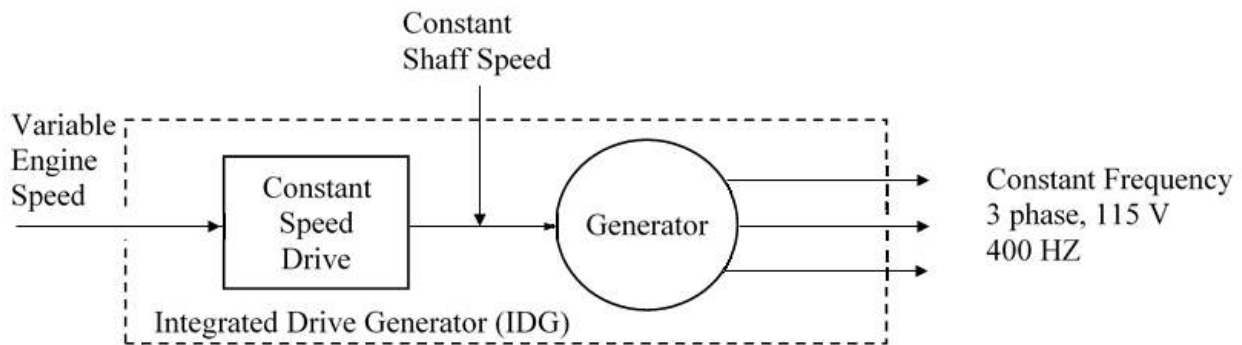 Constant
Shaff Speed
Variable
Engine
Speed
Constant
Speed
Drive
Generator
Constant Frequency
3 phase, 115 V
400 HZ
Integrated Drive Generator (IDG)